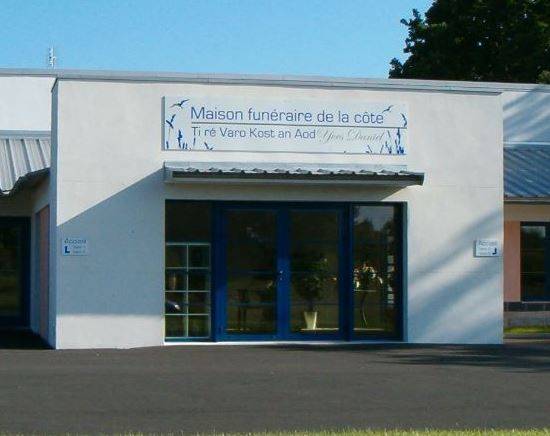 Maison funéraire de la côte
Ti ré Varo Kost an Aod Yves Daniel
Accueil
Accueil